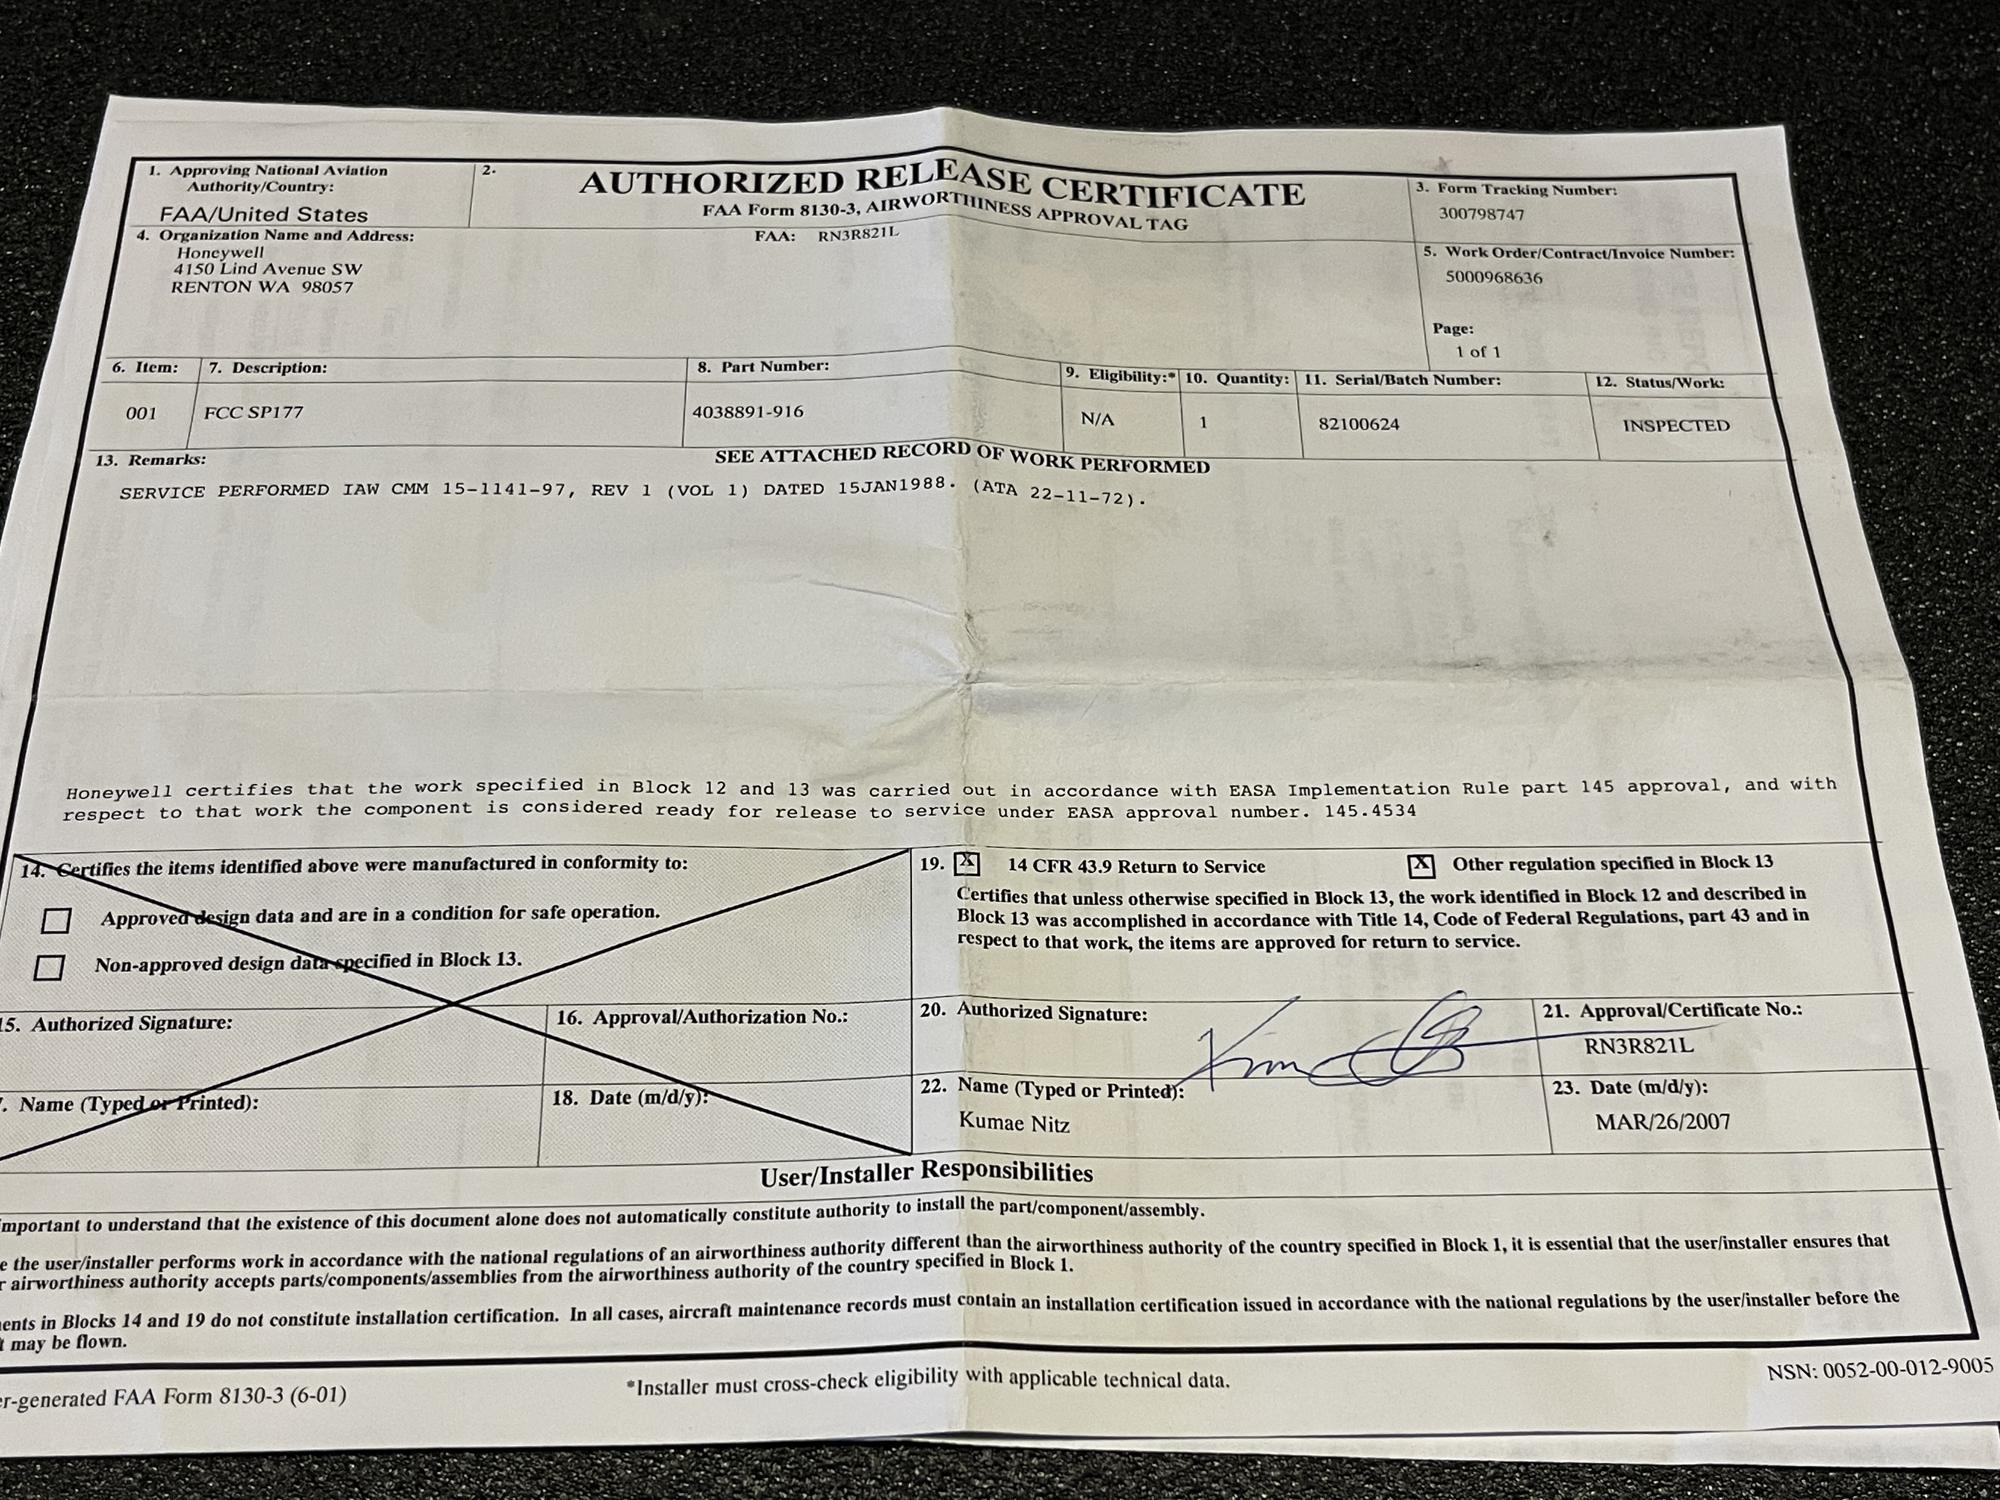 1. Approving National Aviation
Authority/Country:
FAA/United States
2.
AUTHORIZED RELEASE CERTIFICATE
FAA Form 8130-3, AIRWORTHINESS APPROVAL TAG
3. Form Tracking Number:
300798747
4. Organization Name and Address:
FAA: RN3R821L
Honeywell
4150 Lind Avenue SW
RENTON WA 98057
5. Work Order/Contract/Invoice Number:
5000968636
Page:
1 of 1
6. Item: 7. Description: 8. Part Number: 9. Eligibility:* 10. Quantity: 11. Serial/Batch Number: 12. Status/Work:
001 FCC SP177 4038891-916 N/A 1 82100624 INSPECTED
13. Remarks: SEE ATTACHED RECORD OF WORK PERFORMED
SERVICE PERFORMED IAW CMM 15-1141-97, REV 1 (VOL 1) DATED 15JAN1988. (ATA 22-11-72).
Honeywell certifies that the work specified in Block 12 and 13 was carried out in accordance with EASA Implementation Rule part 145 approval, and with
respect to that work the component is considered ready for release to service under EASA approval number. 145.4534
14. Certifies the items identified above were manufactured in conformity to:
Approved design data and are in a condition for safe operation.
Non-approved design data specified in Block 13.
19. X 14 CFR 43.9 Return to Service X Other regulation specified in Block 13
Certifies that unless otherwise specified in Block 13, the work identified in Block 12 and described in
Block 13 was accomplished in accordance with Title 14, Code of Federal Regulations, part 43 and in
respect to that work, the items are approved for return to service.
15. Authorized Signature:
16. Approval/Authorization No.:
20. Authorized Signature:
21. Approval/Certificate No.:
RN3R821L
7. Name (Typed or Printed):
18. Date (m/d/y):
22. Name (Typed or Printed):
Kumae Nitz
23. Date (m/d/y):
MAR/26/2007
User/Installer Responsibilities
important to understand that the existence of this document alone does not automatically constitute authority to install the part/component/assembly.
e the user/installer performs work in accordance with the national regulations of an airworthiness authority different than the airworthiness authority of the country specified in Block 1, it is essential that the user/installer ensures that
r airworthiness authority accepts parts/components/assemblies from the airworthiness authority of the country specified in Block 1.
ents in Blocks 14 and 19 do not constitute installation certification. In all cases, aircraft maintenance records must contain an installation certification issued in accordance with the national regulations by the user/installer before the
t may be flown.
er-generated FAA Form 8130-3 (6-01)
*Installer must cross-check eligibility with applicable technical data.
NSN: 0052-00-012-9005